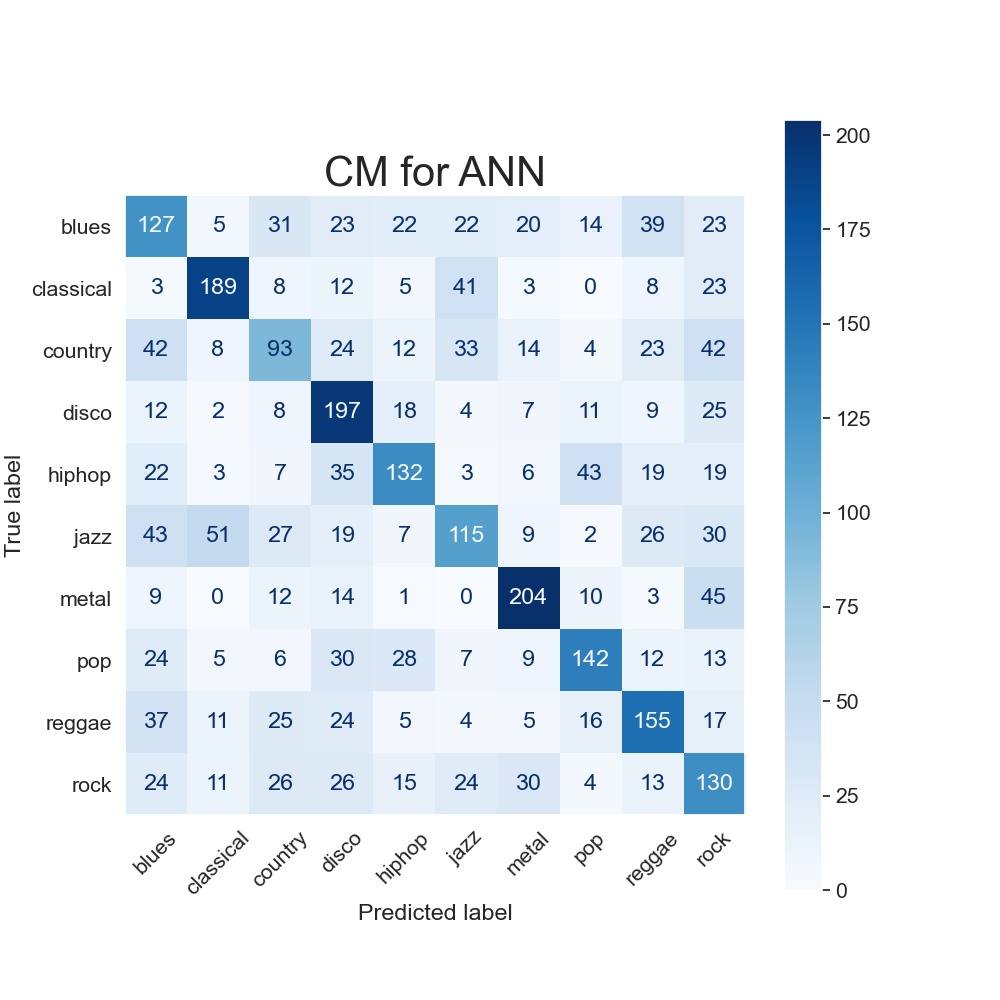 CM for ANN
True label
blues 127 5 31 23 22 22 20 14 39 23
classical 3 189 8 12 5 41 3 0 8 23
country 42 8 93 24 12 33 14 4 23 42
disco 12 2 8 197 18 4 7 11 9 25
hiphop 22 3 7 35 132 3 6 43 19 19
jazz 43 51 27 19 7 115 9 2 26 30
metal 9 0 12 14 1 0 204 10 3 45
pop 24 5 6 30 28 7 9 142 12 13
reggae 37 11 25 24 5 4 5 16 155 17
rock 24 11 26 26 15 24 30 4 13 130
blues classical country disco hiphop jazz metal pop reggae rock
Predicted label
200
175
150
125
100
75
50
25
0